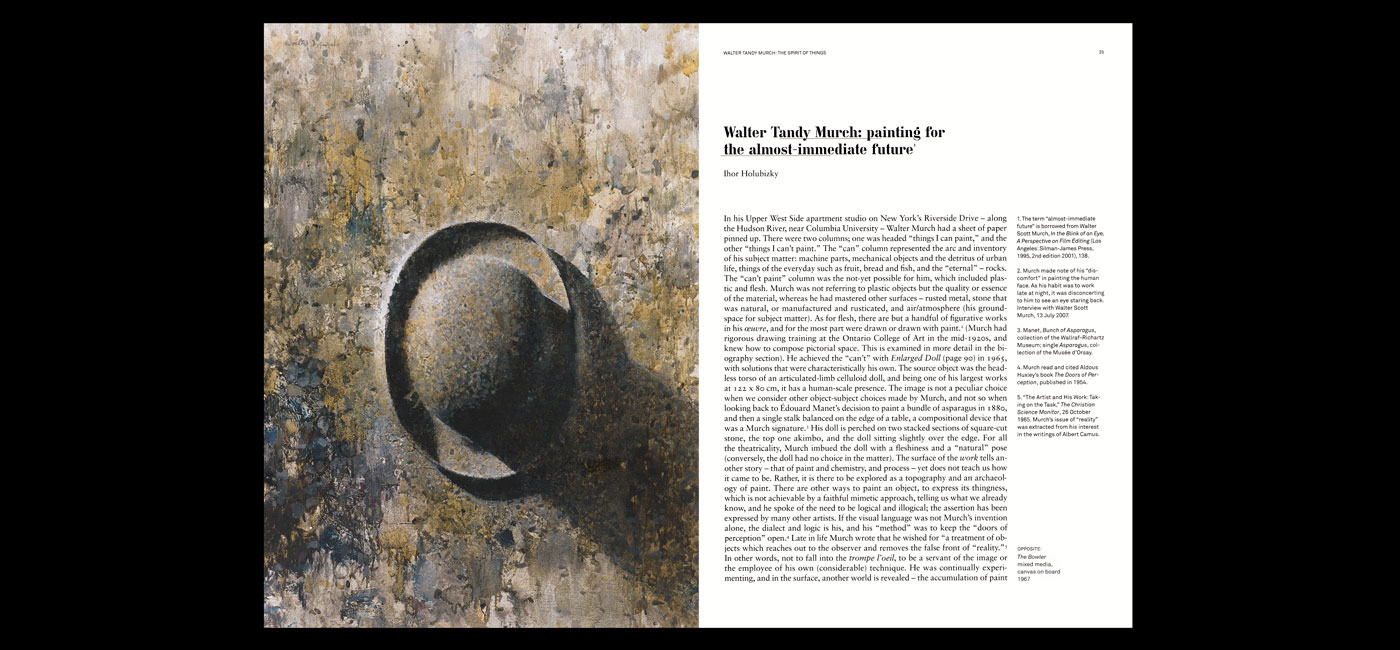 WALTER TANDY MURCH: THE SPIRIT OF THINGS
Walter Tandy Murch: painting for
the almost-immediate future¹
Ihor Holubizky
In his Upper West Side apartment studio on New York's Riverside Drive – along
the Hudson River, near Columbia University – Walter Murch had a sheet of paper
pinned up. There were two columns; one was headed “things I can paint,” and the
other “things I can't paint.” The “can” column represented the arc and inventory
of his subject matter: machine parts, mechanical objects and the detritus of urban
life, things of the everyday such as fruit, bread and fish, and the “eternal” – rocks.
The “can't paint” column was the not-yet possible for him, which included plas-
tic and flesh. Murch was not referring to plastic objects but the quality or essence
of the material, whereas he had mastered other surfaces – rusted metal, stone that
was natural, or manufactured and rusticated, and air/atmosphere (his ground-
space for subject matter). As for flesh, there are but a handful of figurative works
in his œuvre, and for the most part were drawn or drawn with paint.² (Murch had
rigorous drawing training at the Ontario College of Art in the mid-1920s, and
knew how to compose pictorial space. This is examined in more detail in the bi-
ography section). He achieved the “can't” with Enlarged Doll (page 90) in 1965,
with solutions that were characteristically his own. The source object was the head-
less torso of an articulated-limb celluloid doll, and being one of his largest works
at 122 x 80 cm, it has a human-scale presence. The image is not a peculiar choice
when we consider other object-subject choices made by Murch, and not so when
looking back to Édouard Manet's decision to paint a bundle of asparagus in 1880,
and then a single stalk balanced on the edge of a table, a compositional device that
was a Murch signature.³ His doll is perched on two stacked sections of square-cut
stone, the top one akimbo, and the doll sitting slightly over the edge. For all
the theatricality, Murch imbued the doll with a fleshiness and a “natural” pose
(conversely, the doll had no choice in the matter). The surface of the work tells an-
other story – that of paint and chemistry, and process – yet does not teach us how
it came to be. Rather, it is there to be explored as a topography and an archaeol-
ogy of paint. There are other ways to paint an object, to express its thingness,
which is not achievable by a faithful mimetic approach, telling us what we already
know, and he spoke of the need to be logical and illogical; the assertion has been
expressed by many other artists. If the visual language was not Murch's invention
alone, the dialect and logic is his, and his “method” was to keep the “doors of
perception” open.⁴ Late in life Murch wrote that he wished for “a treatment of ob-
jects which reaches out to the observer and removes the false front of “reality.”⁵
In other words, not to fall into the trompe l'oeil, to be a servant of the image or
the employee of his own (considerable) technique. He was continually experi-
menting, and in the surface, another world is revealed – the accumulation of paint
1. The term “almost-immediate
future” is borrowed from Walter
Scott Murch, In the Blink of an Eye,
A Perspective on Film Editing (Los
Angeles: Silman-James Press,
1995, 2nd edition 2001), 138.
2. Murch made note of his “dis-
comfort” in painting the human
face. As his habit was to work
late at night, it was disconcerting
to him to see an eye staring back.
Interview with Walter Scott
Murch, 13 July 2007.
3. Manet, Bunch of Asparagus,
collection of the Wallraf-Richartz
Museum; single Asparagus, col-
lection of the Musée d'Orsay.
4. Murch read and cited Aldous
Huxley's book The Doors of Per-
ception, published in 1954.
5. “The Artist and His Work: Tak-
ing on the Task,” The Christian
Science Monitor, 26 October
1965. Murch's issue of “reality”
was extracted from his interest
in the writings of Albert Camus.
OPPOSITE:
The Bowler
mixed media,
canvas on board
1967